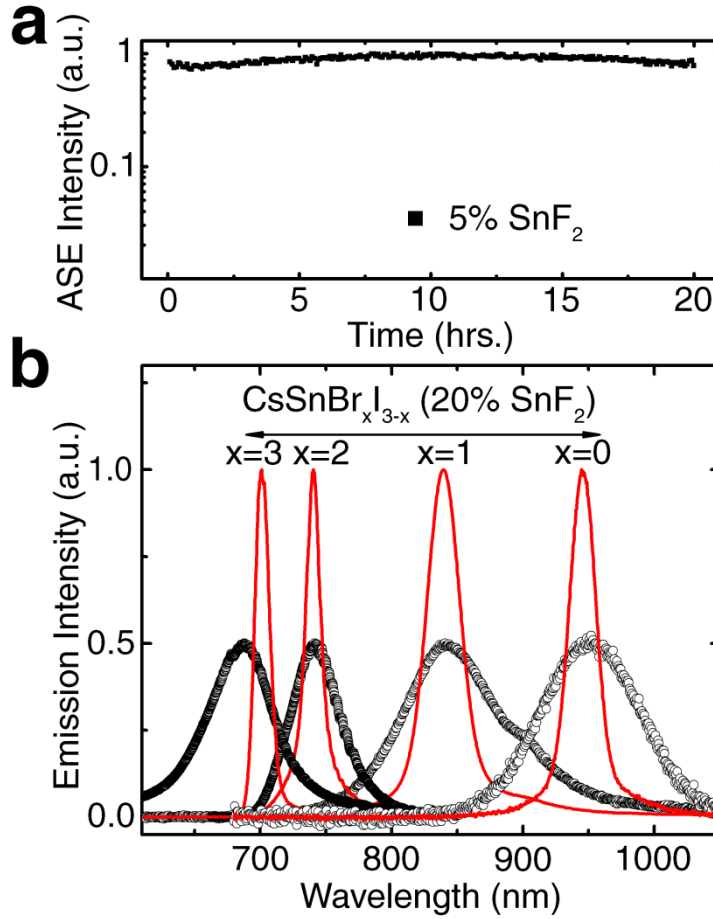 a
1
0.1
ASE Intensity (a.u.)
■ 5% SnF₂
0 5 10 15 20
Time (hrs.)
b
CsSnBrₓI₃₋ₓ (20% SnF₂)
x=3 x=2 x=1 x=0
1.0
0.5
0.0
Emission Intensity (a.u.)
700 800 900 1000
Wavelength (nm)